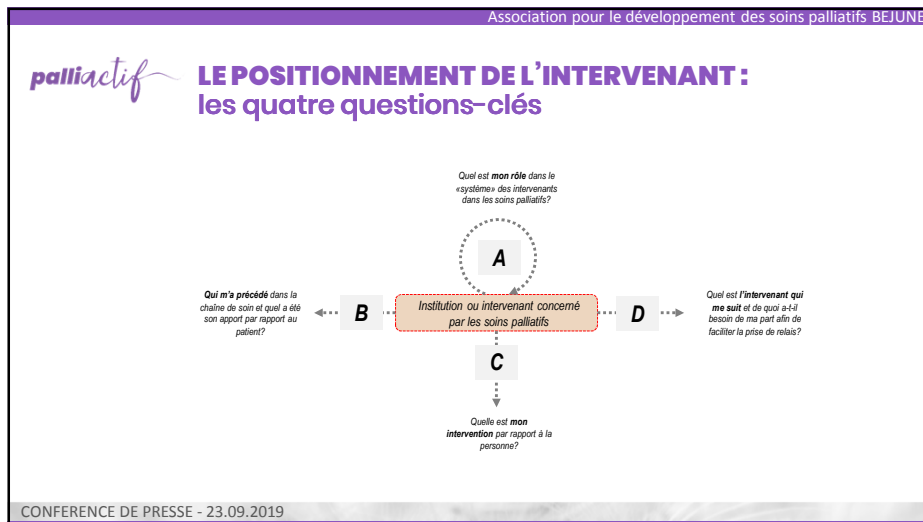 Association pour le développement des soins palliatifs BEJUNE
palliactif
LE POSITIONNEMENT DE L'INTERVENANT :
les quatre questions-clés
Quel est mon rôle dans le
«système» des intervenants
dans les soins palliatifs?
A
Qui m'a précédé dans la
chaîne de soin et quel a été
son apport par rapport au
patient?
B
Institution ou intervenant concerné
par les soins palliatifs
D
Quel est l'intervenant qui
me suit et de quoi a-t-il
besoin de ma part afin de
faciliter la prise de relais?
C
Quelle est mon
intervention par rapport à la
personne?
CONFERENCE DE PRESSE - 23.09.2019